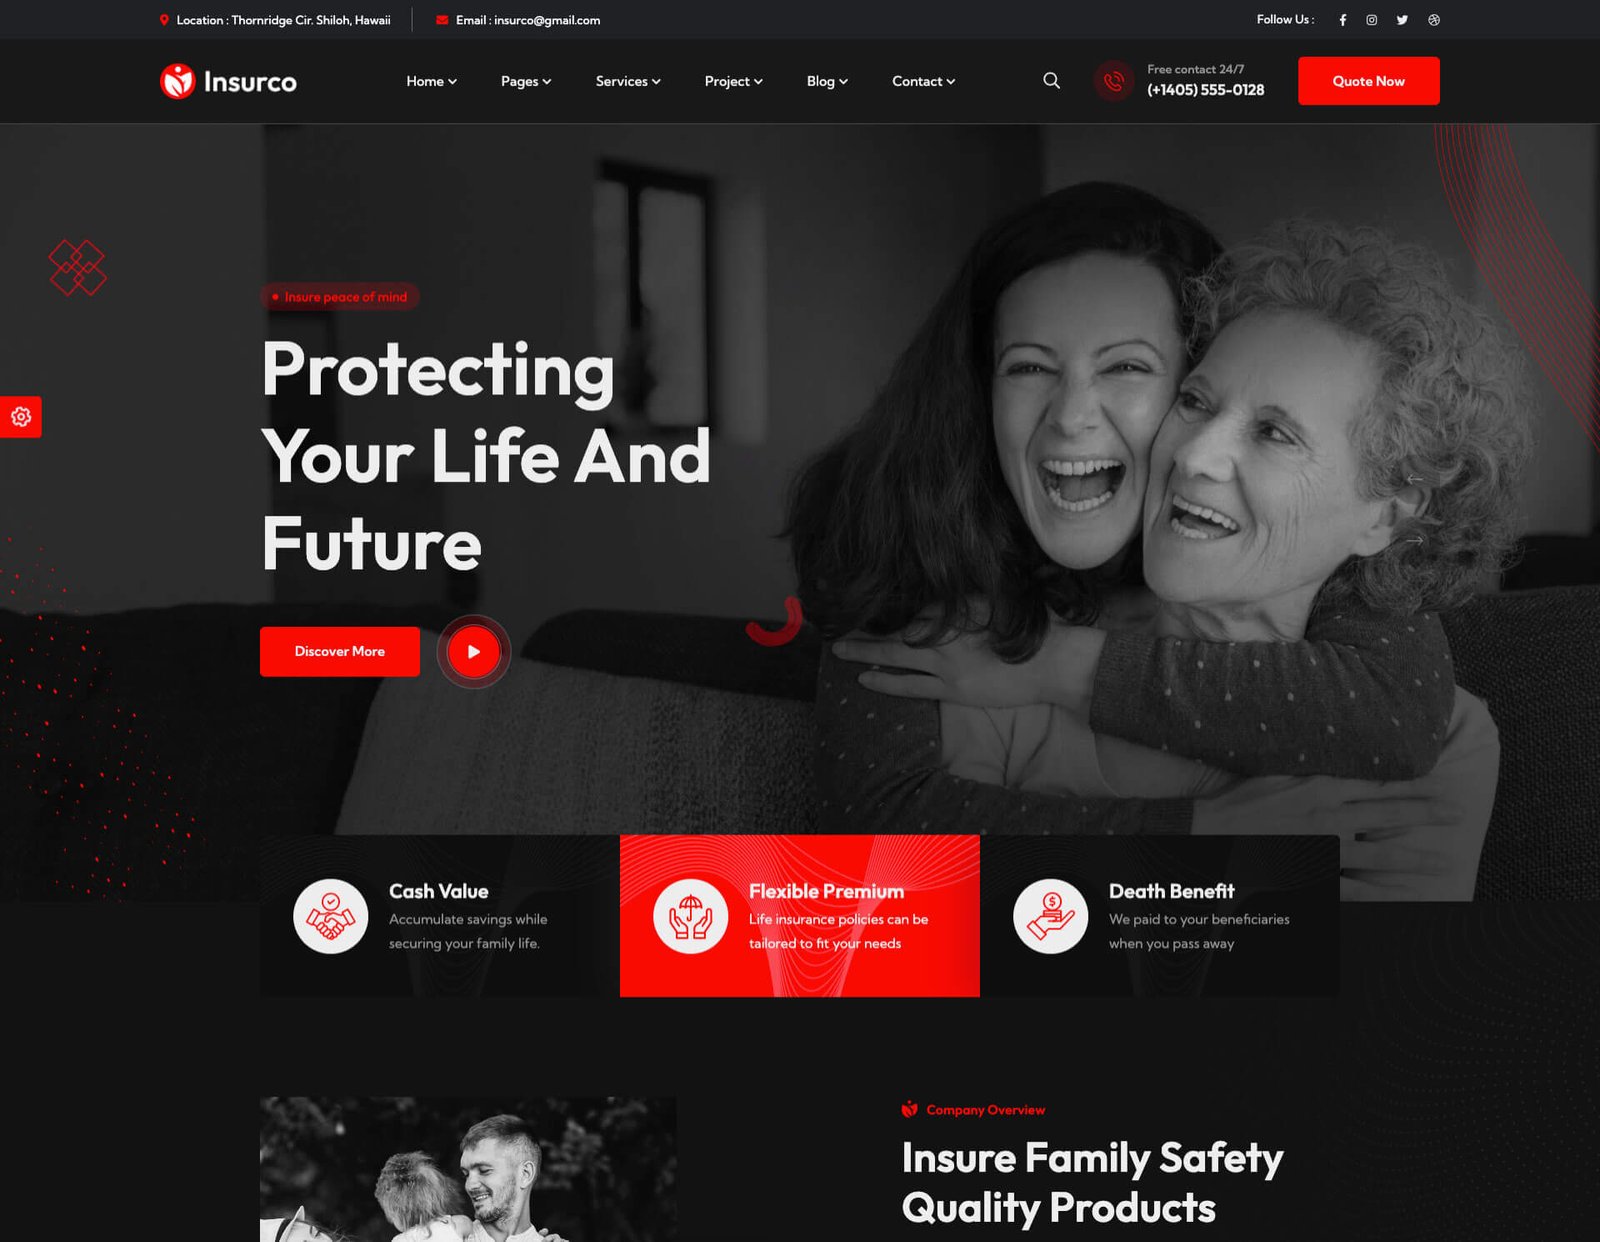 Location : Thornridge Cir. Shiloh, Hawaii
Email : insurco@gmail.com
Follow Us :
Insurco
Home
Pages
Services
Project
Blog
Contact
Free contact 24/7
(+1405) 555-0128
Quote Now
Insure peace of mind
Protecting
Your Life And
Future
Discover More
Cash Value
Accumulate savings while
securing your family life.
Flexible Premium
Life insurance policies can be
tailored to fit your needs
Death Benefit
We paid to your beneficiaries
when you pass away
Company Overview
Insure Family Safety
Quality Products